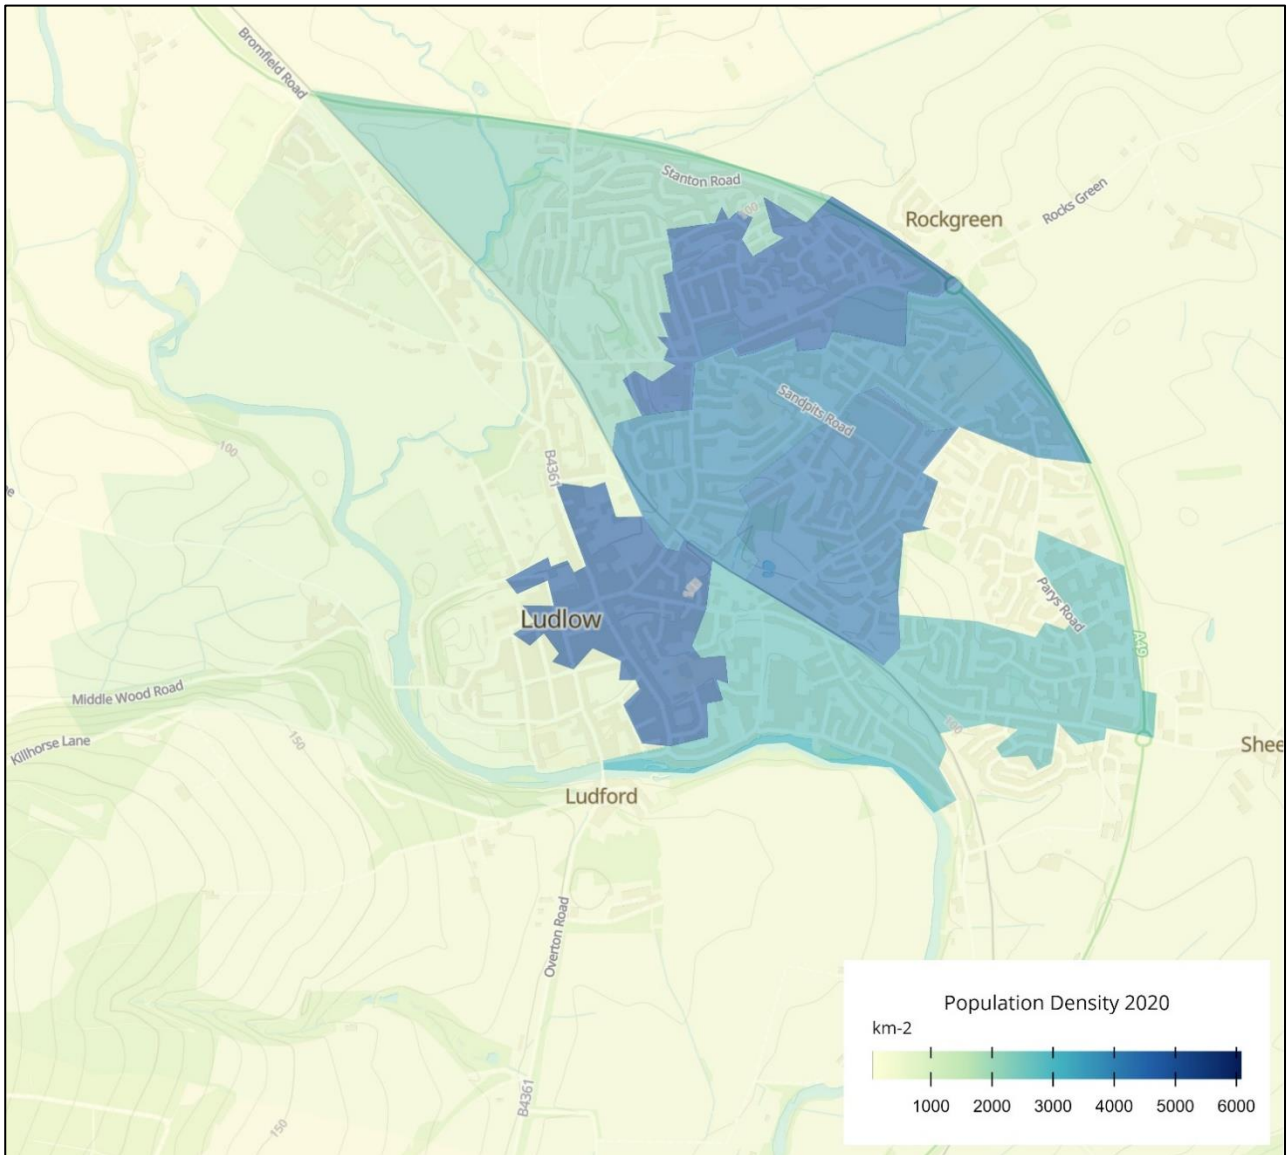 Bromfield Road
Stanton Road
100
Rockgreen
Rocks Green
Sandpits Road
100
B4361
le
Ludlow
Parys Road
A49
Middle Wood Road
Killhorse Lane
150
100
Shee
Ludford
Overton Road
B4361
150
Population Density 2020
km-2
1000 2000 3000 4000 5000 6000